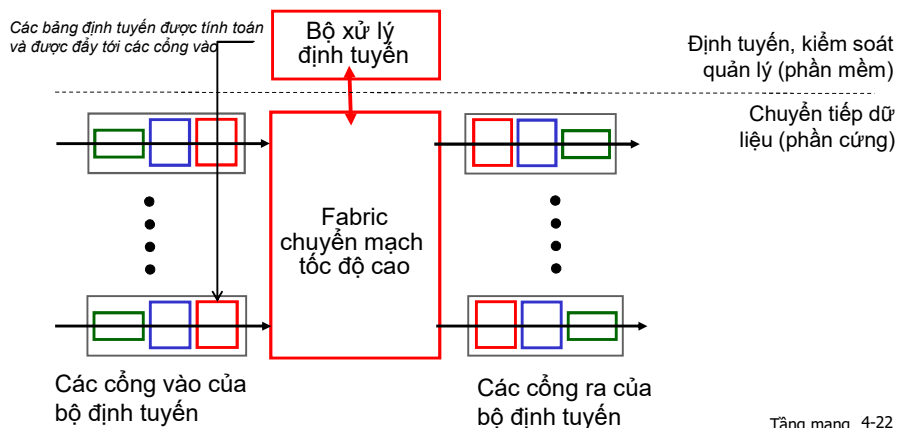 Các bảng định tuyến được tính toán
và được đẩy tới các cổng vào
Bộ xử lý
định tuyến
Định tuyến, kiểm soát
quản lý (phần mềm)
Chuyển tiếp dữ
liệu (phần cứng)
Fabric
chuyển mạch
tốc độ cao
Các cổng vào của
bộ định tuyến
Các cổng ra của
bộ định tuyến
Tầng mạng 4-22